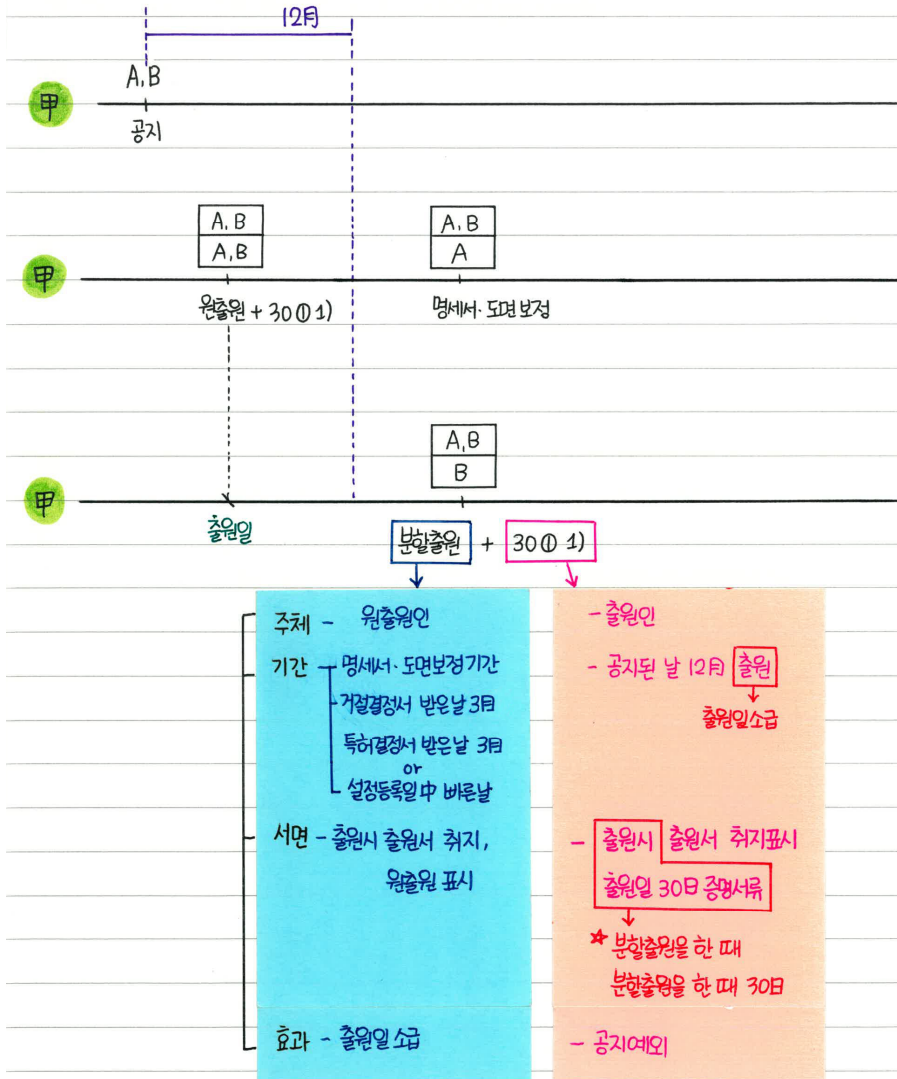 12月
A,B
甲
공지
A, B
A,B
A, B
A
甲
원출원 + 30①1)
명세서·도면보정
A,B
B
甲
출원일
분할출원 + 30① 1)
주체 - 원출원인
- 출원인
기간 - 명세서·도면보정기간
- 공지된 날 12月 출원
거절결정서 받은날 3月
출원일소급
특허결정서 받은날 3月
or
설정등록일中 빠른날
서면 - 출원시 출원서 취지,
- 출원시 출원서 취지표시
원출원 표시
출원일 30日 증명서류
☆ 분할출원을 한 때
분할출원을 한 때 30日
효과 - 출원일 소급
- 공지예외